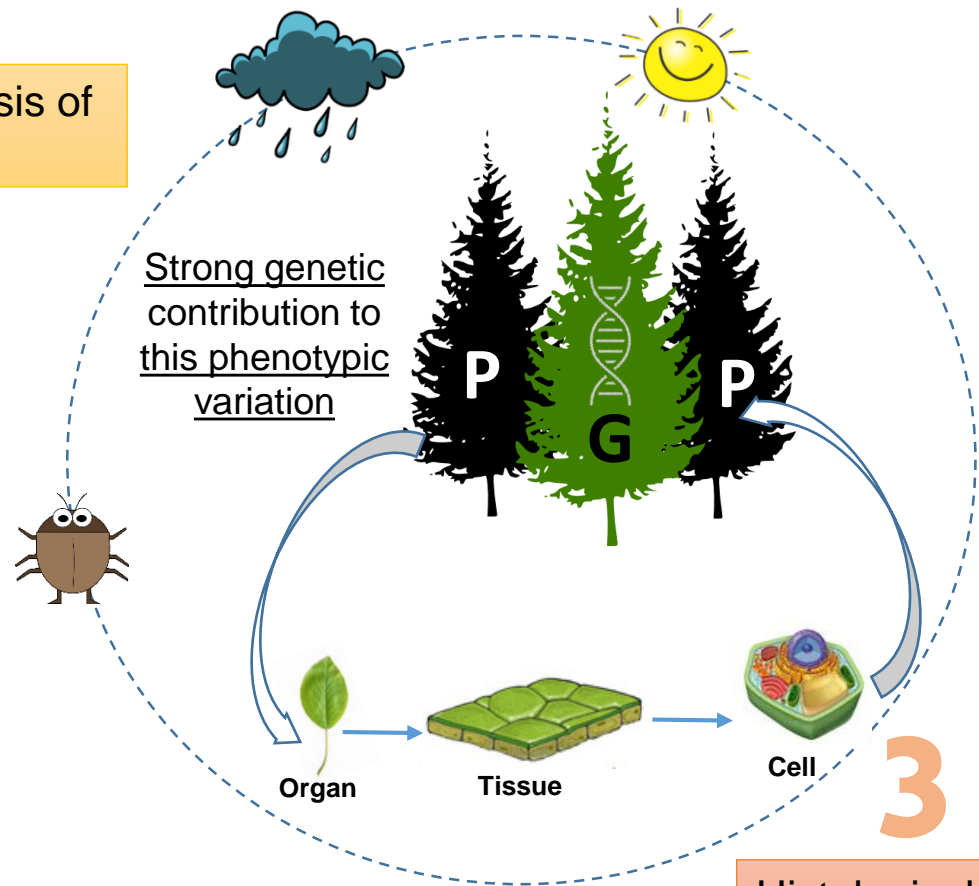 sis of
Strong genetic
contribution to
this phenotypic
variation
P
G
P
Organ
Tissue
Cell
3